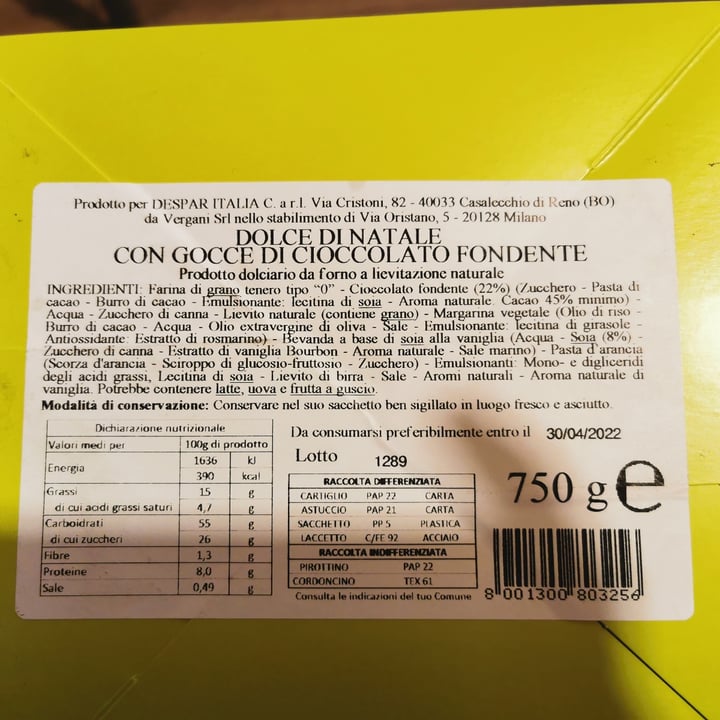 Prodotto per DESPAR ITALIA C. a r.l. Via Cristoni, 82 - 40033 Casalecchio di Reno (BO)
da Vergani Srl nello stabilimento di Via Oristano, 5 - 20128 Milano
DOLCE DI NATALE
CON GOCCE DI CIOCCOLATO FONDENTE
Prodotto dolciario da forno a lievitazione naturale
INGREDIENTI: Farina di grano tenero tipo "0" - Cioccolato fondente (22%) (Zucchero - Pasta di
cacao - Burro di cacao - Emulsionante: lecitina di soia - Aroma naturale. Cacao 45% minimo) -
Acqua - Zucchero di canna - Lievito naturale (contiene grano) - Margarina vegetale (Olio di riso -
Burro di cacao - Acqua - Olio extravergine di oliva - Sale - Emulsionante: lecitina di girasole -
Antiossidante: Estratto di rosmarino) - Bevanda a base di soia alla vaniglia (Acqua - Soia (8%) -
Zucchero di canna - Estratto di vaniglia Bourbon - Aroma naturale - Sale marino) - Pasta d'arancia
(Scorza d'arancia - Sciroppo di glucosio-fruttosio - Zucchero) - Emulsionanti: Mono- e digliceridi
degli acidi grassi, Lecitina di soia - Lievito di birra - Sale - Aromi naturali - Aroma naturale di
vaniglia. Potrebbe contenere latte, uova e frutta a guscio.
Modalità di conservazione: Conservare nel suo sacchetto ben sigillato in luogo fresco e asciutto.
Dichiarazione nutrizionale
Valori medi per 100g di prodotto
Energia 1636 kJ
390 kcal
Grassi 15 g
di cui acidi grassi saturi 4,7 g
Carboidrati 55 g
di cui zuccheri 26 g
Fibre 1,3 g
Proteine 8,0 g
Sale 0,49 g
Da consumarsi preferibilmente entro il 30/04/2022
Lotto 1289
RACCOLTA DIFFERENZIATA
CARTIGLIO PAP 22 CARTA
ASTUCCIO PAP 21 CARTA
SACCHETTO PP 5 PLASTICA
LACCETTO C/FE 92 ACCIAIO
RACCOLTA INDIFFERENZIATA
PIROTTINO PAP 22
CORDONCINO TEX 61
Consulta le indicazioni del tuo Comune
750 g e
8 001300 803256